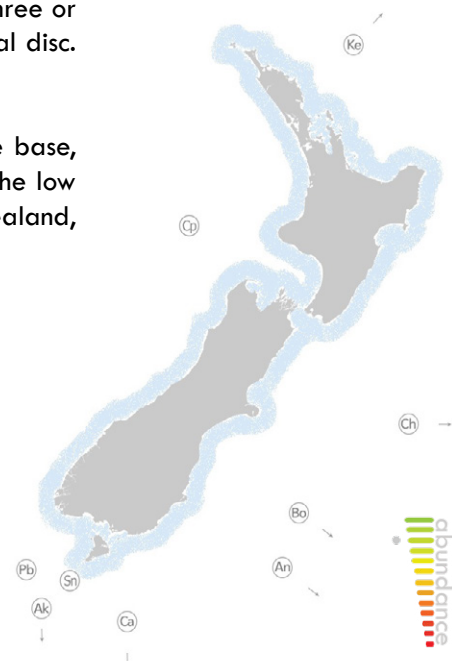 hree or
al disc.
e base,
he low
ealand,
Ke
Cp
Ch
Bo
An
Pb
Sn
Ak
Ca
abundance